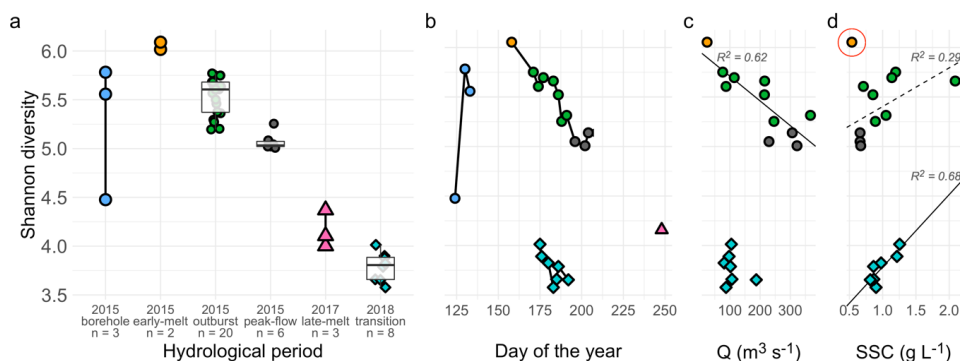 a
b
c
d
Shannon diversity
6.0
5.5
5.0
4.5
4.0
3.5
2015 2015 2015 2015 2017 2018
borehole early-melt outburst peak-flow late-melt transition
n = 3 n = 2 n = 20 n = 6 n = 3 n = 8
Hydrological period
125 150 175 200 225 250
Day of the year
R² = 0.62
100 200 300
Q (m³ s⁻¹)
R² = 0.29
R² = 0.68
0.5 1.0 1.5 2.0
SSC (g L⁻¹)